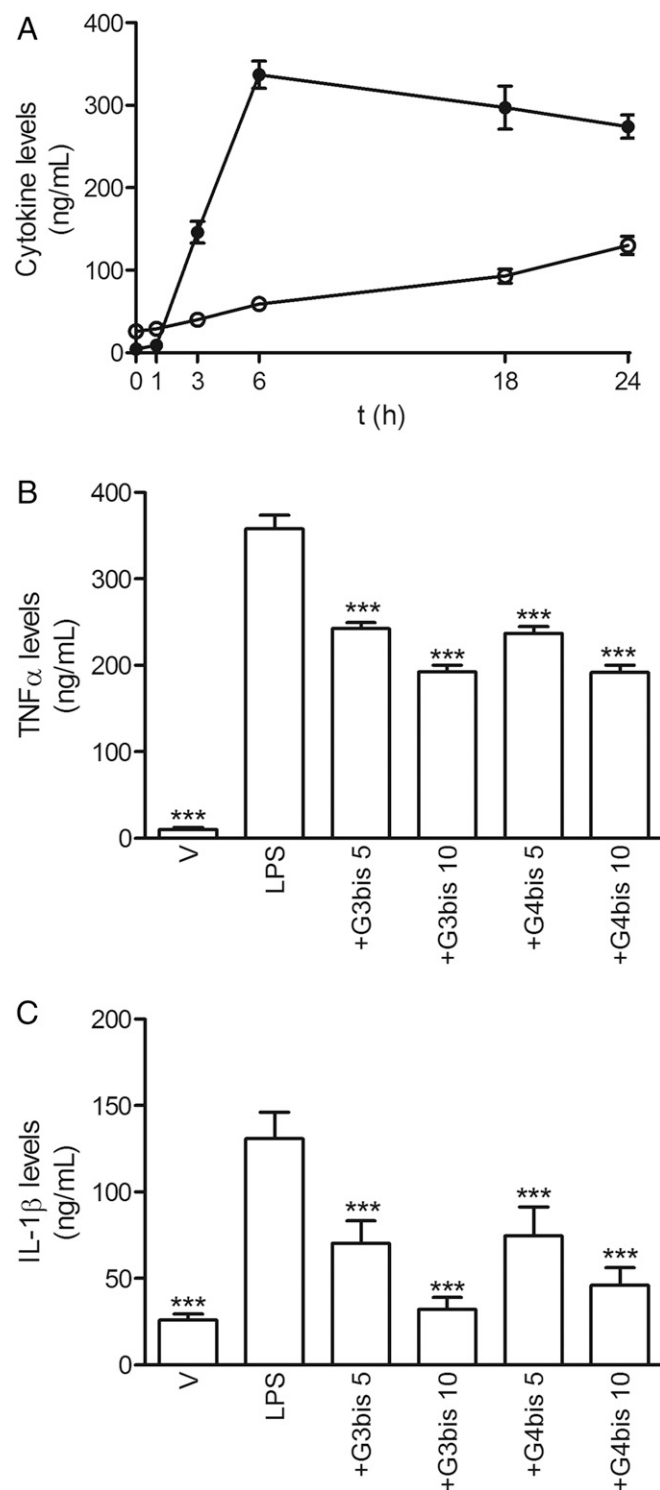 A
Cytokine levels
(ng/mL)
400
300
200
100
0
0 1 3 6 18 24
t (h)
B
TNFα levels
(ng/mL)
400
300
200
100
0
***
***
***
***
***
V
LPS
+G3bis 5
+G3bis 10
+G4bis 5
+G4bis 10
C
IL-1β levels
(ng/mL)
200
150
100
50
0
***
***
***
***
***
V
LPS
+G3bis 5
+G3bis 10
+G4bis 5
+G4bis 10